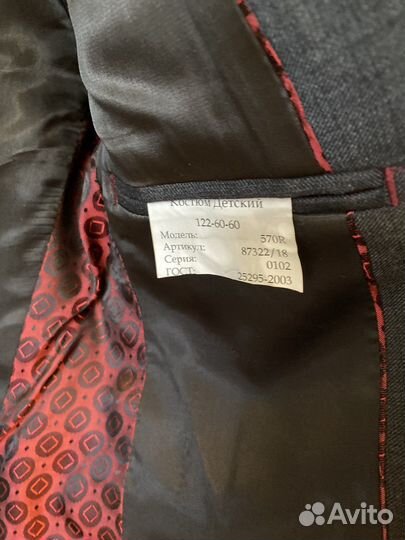 Костюм Детский
122-60-60
Модель: 570R
Артикул: 87322/18
Серия: 0102
ГОСТ: 25295-2003
Avito